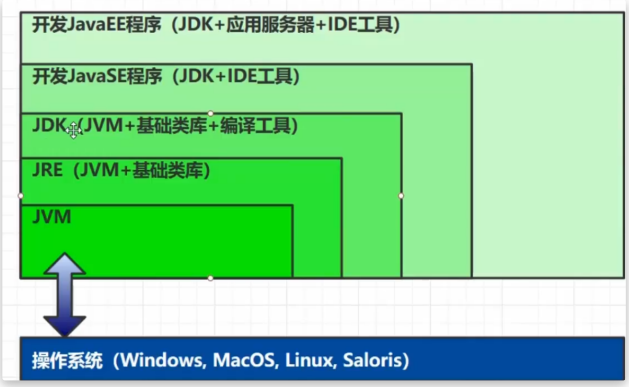 开发JavaEE程序（JDK+应用服务器+IDE工具）
开发JavaSE程序（JDK+IDE工具）
JDK（JVM+基础类库+编译工具）
JRE（JVM+基础类库）
JVM
操作系统（Windows, MacOS, Linux, Saloris）